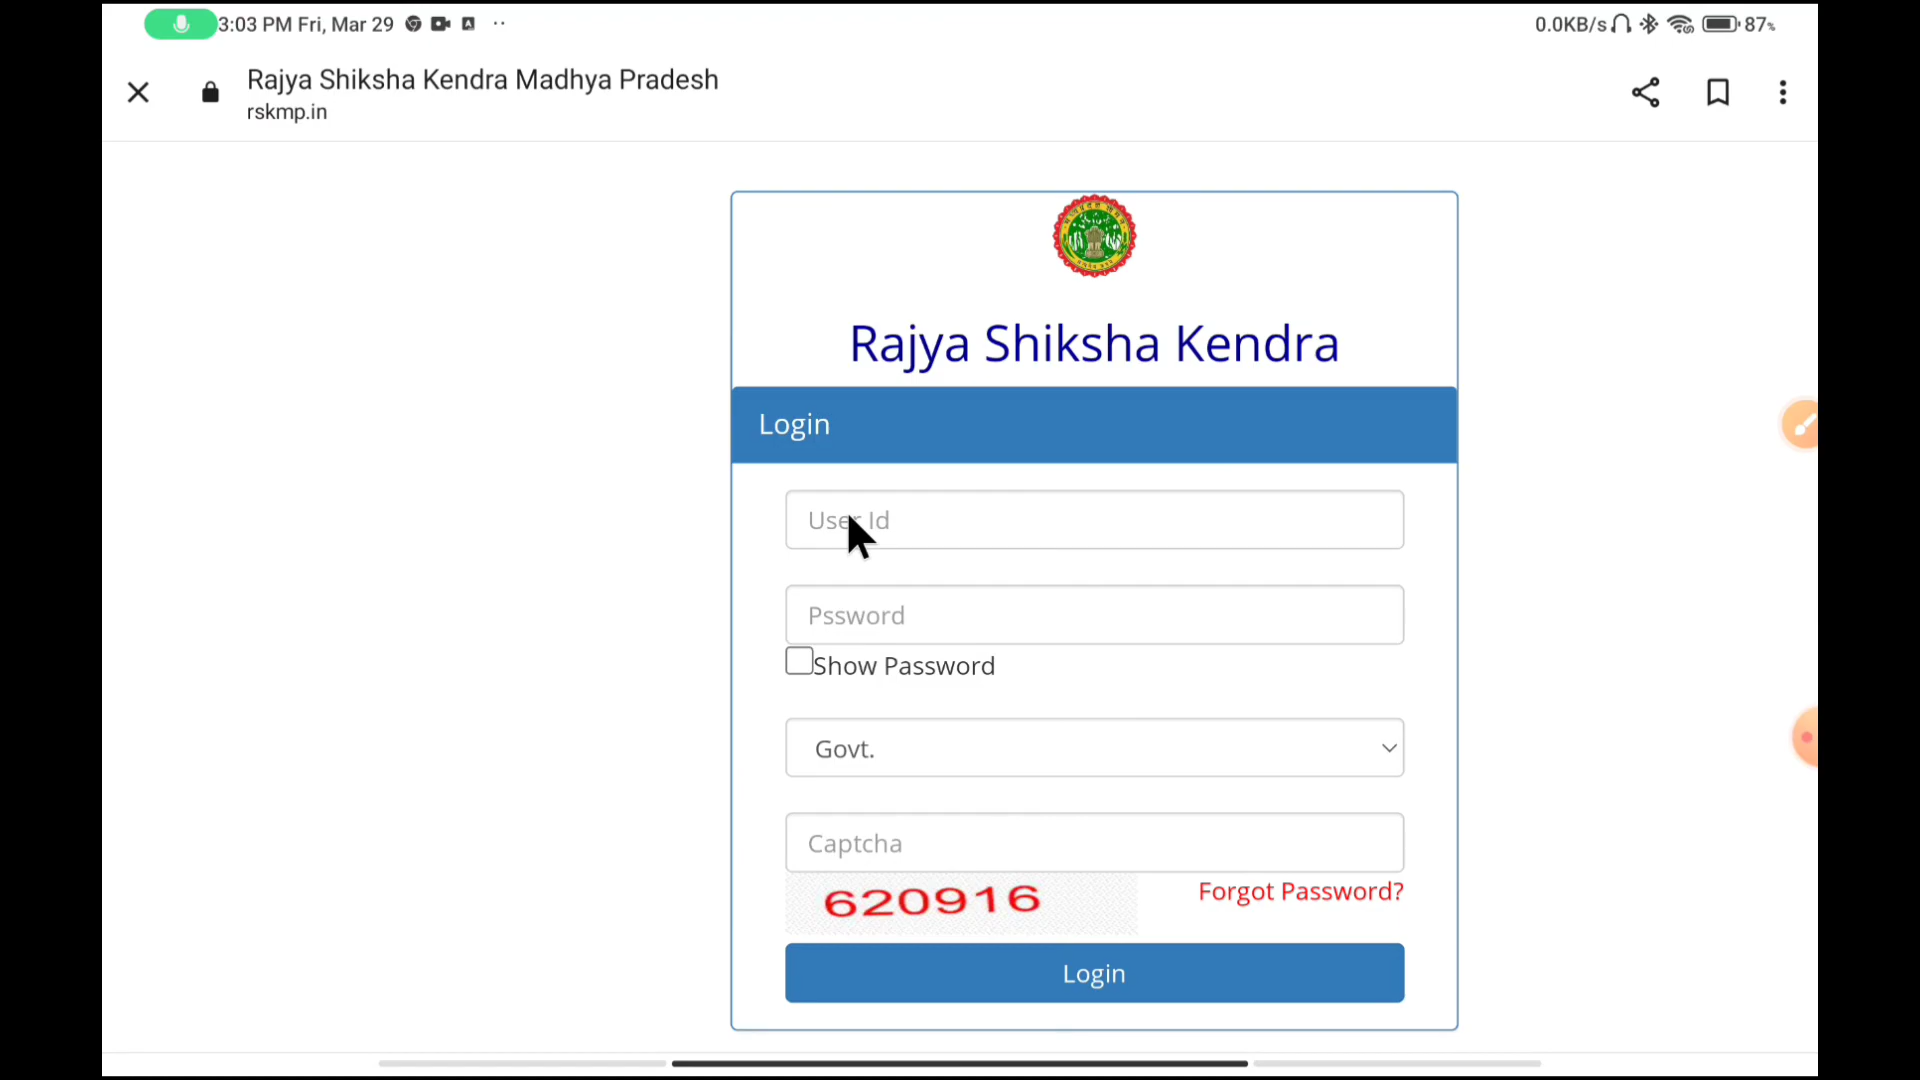 3:03 PM Fri, Mar 29
0.0KB/s 87%
Rajya Shiksha Kendra Madhya Pradesh
rskmp.in
Rajya Shiksha Kendra
Login
User Id
Pssword
Show Password
Govt.
Captcha
620916
Forgot Password?
Login